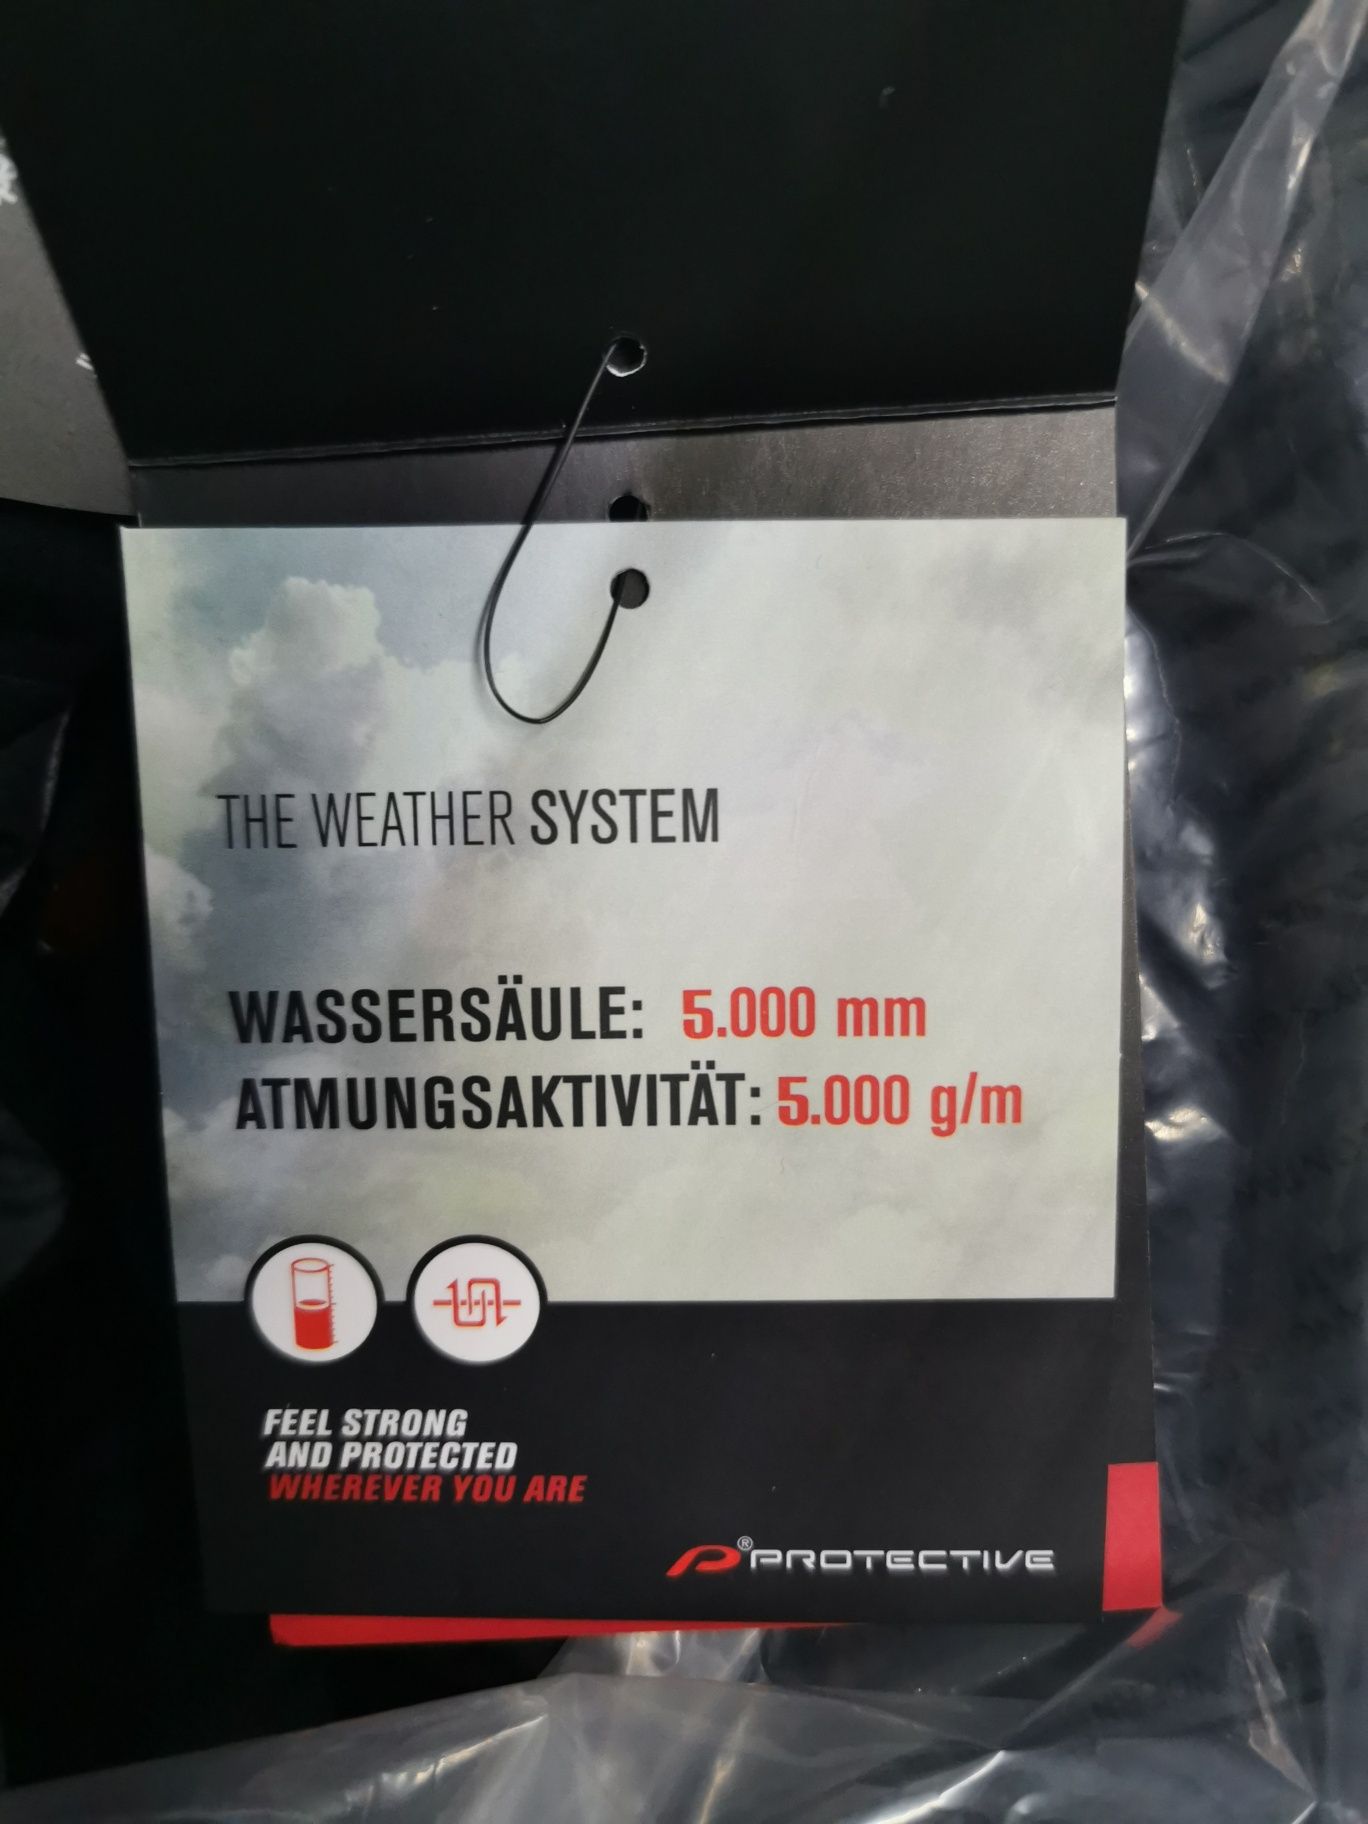 THE WEATHER SYSTEM
WASSERSÄULE: 5.000 mm
ATMUNGSAKTIVITÄT: 5.000 g/m
FEEL STRONG
AND PROTECTED
WHEREVER YOU ARE
®PROTECTIVE